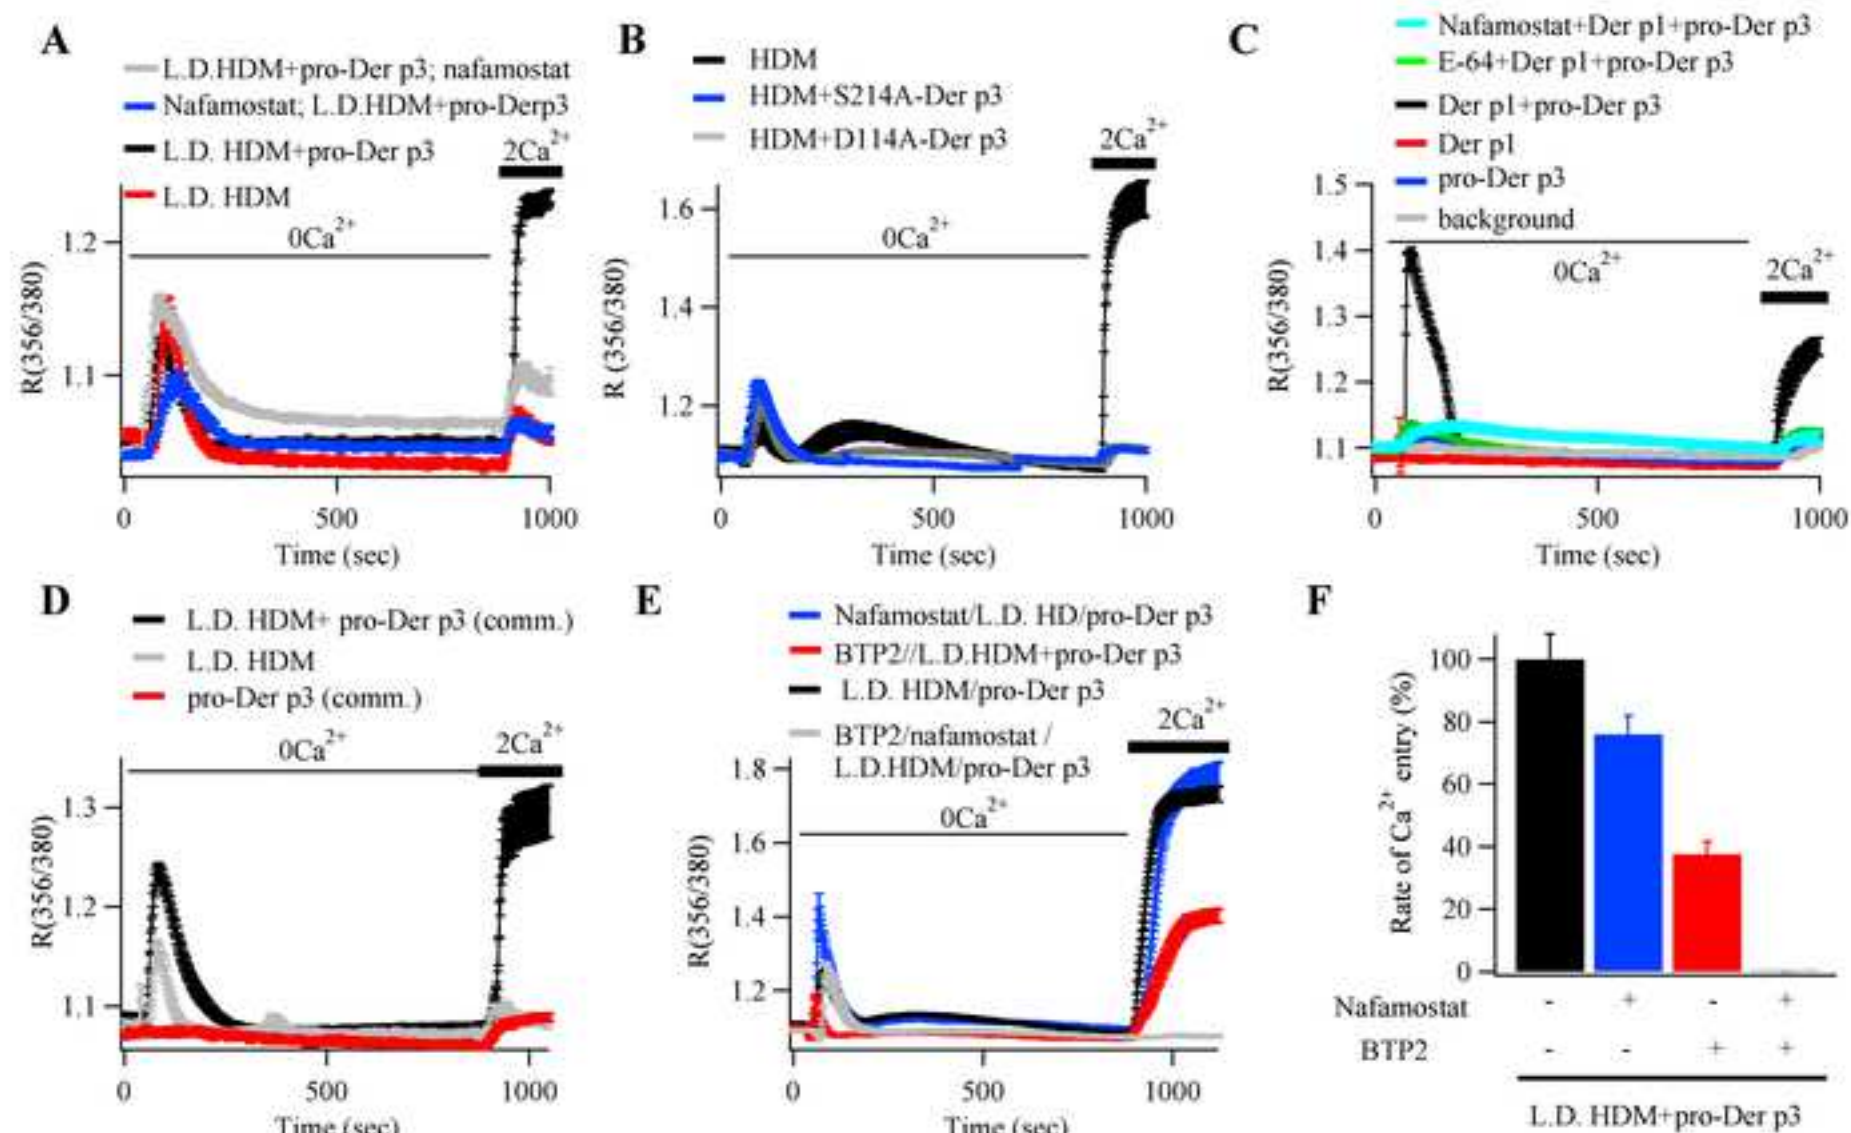 A
L.D.HDM+pro-Der p3; nafamostat
Nafamostat; L.D.HDM+pro-Derp3
L.D. HDM+pro-Der p3
L.D. HDM
2Ca2+
0Ca2+
1.2
1.1
R(356/380)
0 500 1000
Time (sec)
B
HDM
HDM+S214A-Der p3
HDM+D114A-Der p3
2Ca2+
0Ca2+
1.6
1.4
1.2
R (356/380)
0 500 1000
Time (sec)
C
Nafamostat+Der p1+pro-Der p3
E-64+Der p1+pro-Der p3
Der p1+pro-Der p3
Der p1
pro-Der p3
background
0Ca2+
2Ca2+
1.5
1.4
1.3
1.2
1.1
R(356/380)
0 500 1000
Time (sec)
D
L.D. HDM+ pro-Der p3 (comm.)
L.D. HDM
pro-Der p3 (comm.)
0Ca2+
2Ca2+
1.3
1.2
1.1
R(356/380)
0 500 1000
Time (sec)
E
Nafamostat/L.D. HD/pro-Der p3
BTP2//L.D.HDM+pro-Der p3
L.D. HDM/pro-Der p3
BTP2/nafamostat /
L.D.HDM/pro-Der p3
2Ca2+
0Ca2+
1.8
1.6
1.4
1.2
R(356/380)
0 500 1000
Time (sec)
F
100
80
60
40
20
0
Rate of Ca2+ entry (%)
Nafamostat - + - +
BTP2 - - + +
L.D. HDM+pro-Der p3